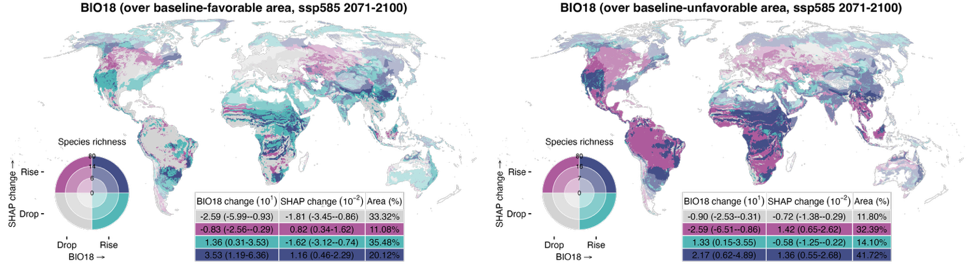 BIO18 (over baseline-favorable area, ssp585 2071-2100)
Species richness
SHAP change →
Rise
Drop
Drop
Rise
BIO18 →
0
BIO18 change (10¹) SHAP change (10⁻²) Area (%)
-2.59 (-5.99--0.93) -1.81 (-3.45--0.86) 33.32%
-0.83 (-2.56--0.29) 0.82 (0.34-1.62) 11.08%
1.36 (0.31-3.53) -1.62 (-3.12--0.74) 35.48%
3.53 (1.19-6.36) 1.16 (0.46-2.29) 20.12%
BIO18 (over baseline-unfavorable area, ssp585 2071-2100)
Species richness
SHAP change →
Rise
Drop
Drop
Rise
BIO18 →
0
BIO18 change (10¹) SHAP change (10⁻²) Area (%)
-0.90 (-2.53--0.31) -0.72 (-1.38--0.29) 11.80%
-2.59 (-6.51--0.86) 1.42 (0.65-2.62) 32.39%
1.33 (0.15-3.55) -0.58 (-1.25--0.22) 14.10%
2.17 (0.62-4.89) 1.36 (0.55-2.68) 41.72%